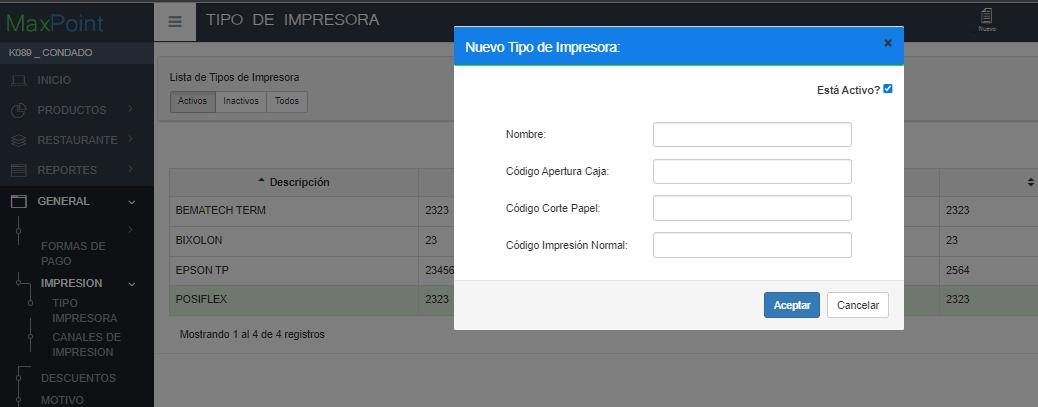 MaxPoint
TIPO DE IMPRESORA
Nuevo
K089 _ CONDADO
INICIO
PRODUCTOS
RESTAURANTE
REPORTES
GENERAL
FORMAS DE
PAGO
IMPRESION
TIPO
IMPRESORA
CANALES DE
IMPRESION
DESCUENTOS
MOTIVO
Lista de Tipos de Impresora
Activos Inactivos Todos
Descripción
BEMATECH TERM 2323 2323
BIXOLON 23 23
EPSON TP 23456 2564
POSIFLEX 2323 2323
Mostrando 1 al 4 de 4 registros
Nuevo Tipo de Impresora: ×
Está Activo?
Nombre:
Código Apertura Caja:
Código Corte Papel:
Código Impresión Normal:
Aceptar Cancelar